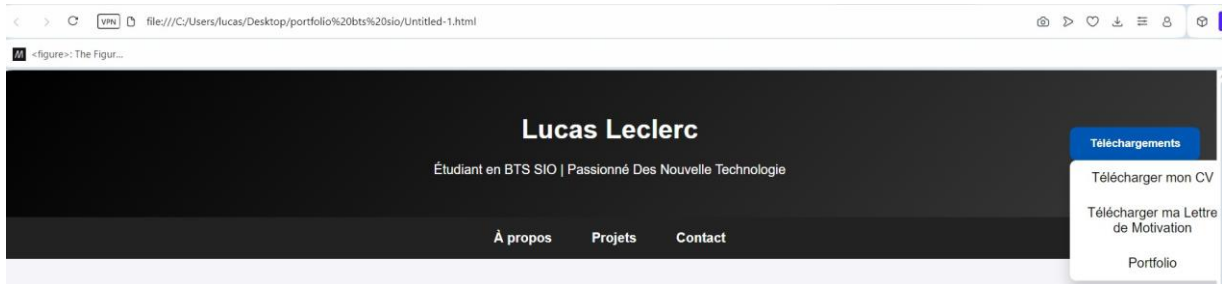 VPN
file:///C:/Users/lucas/Desktop/portfolio%20bts%20sio/Untitled-1.html
M <figure>: The Figur...
Lucas Leclerc
Étudiant en BTS SIO | Passionné Des Nouvelle Technologie
Téléchargements
Télécharger mon CV
Télécharger ma Lettre
de Motivation
Portfolio
À propos
Projets
Contact